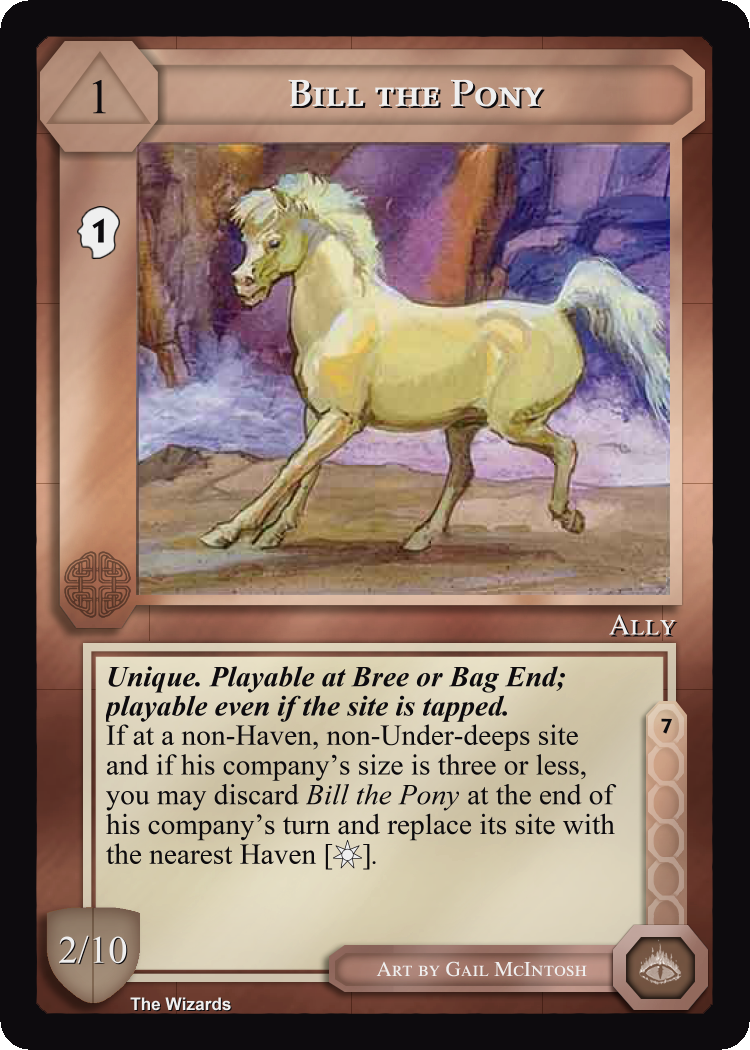 1
Bill the Pony
1
Ally
Unique. Playable at Bree or Bag End;
playable even if the site is tapped.
If at a non-Haven, non-Under-deeps site
and if his company's size is three or less,
you may discard Bill the Pony at the end of
his company's turn and replace its site with
the nearest Haven [].
7
2/10
Art by Gail McIntosh
The Wizards